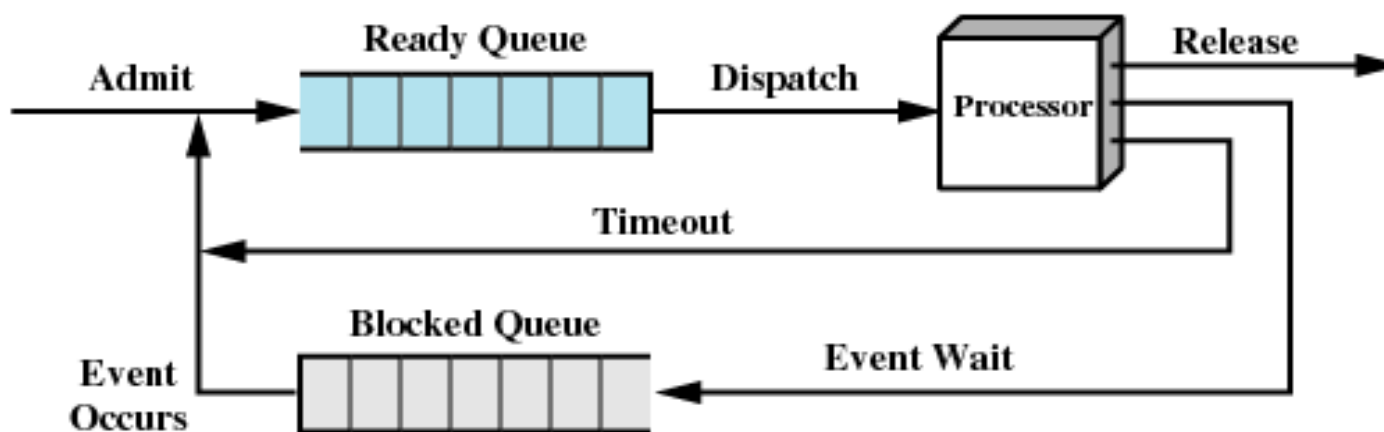 Ready Queue
Release
Admit
Dispatch
Processor
Timeout
Blocked Queue
Event Wait
Event
Occurs